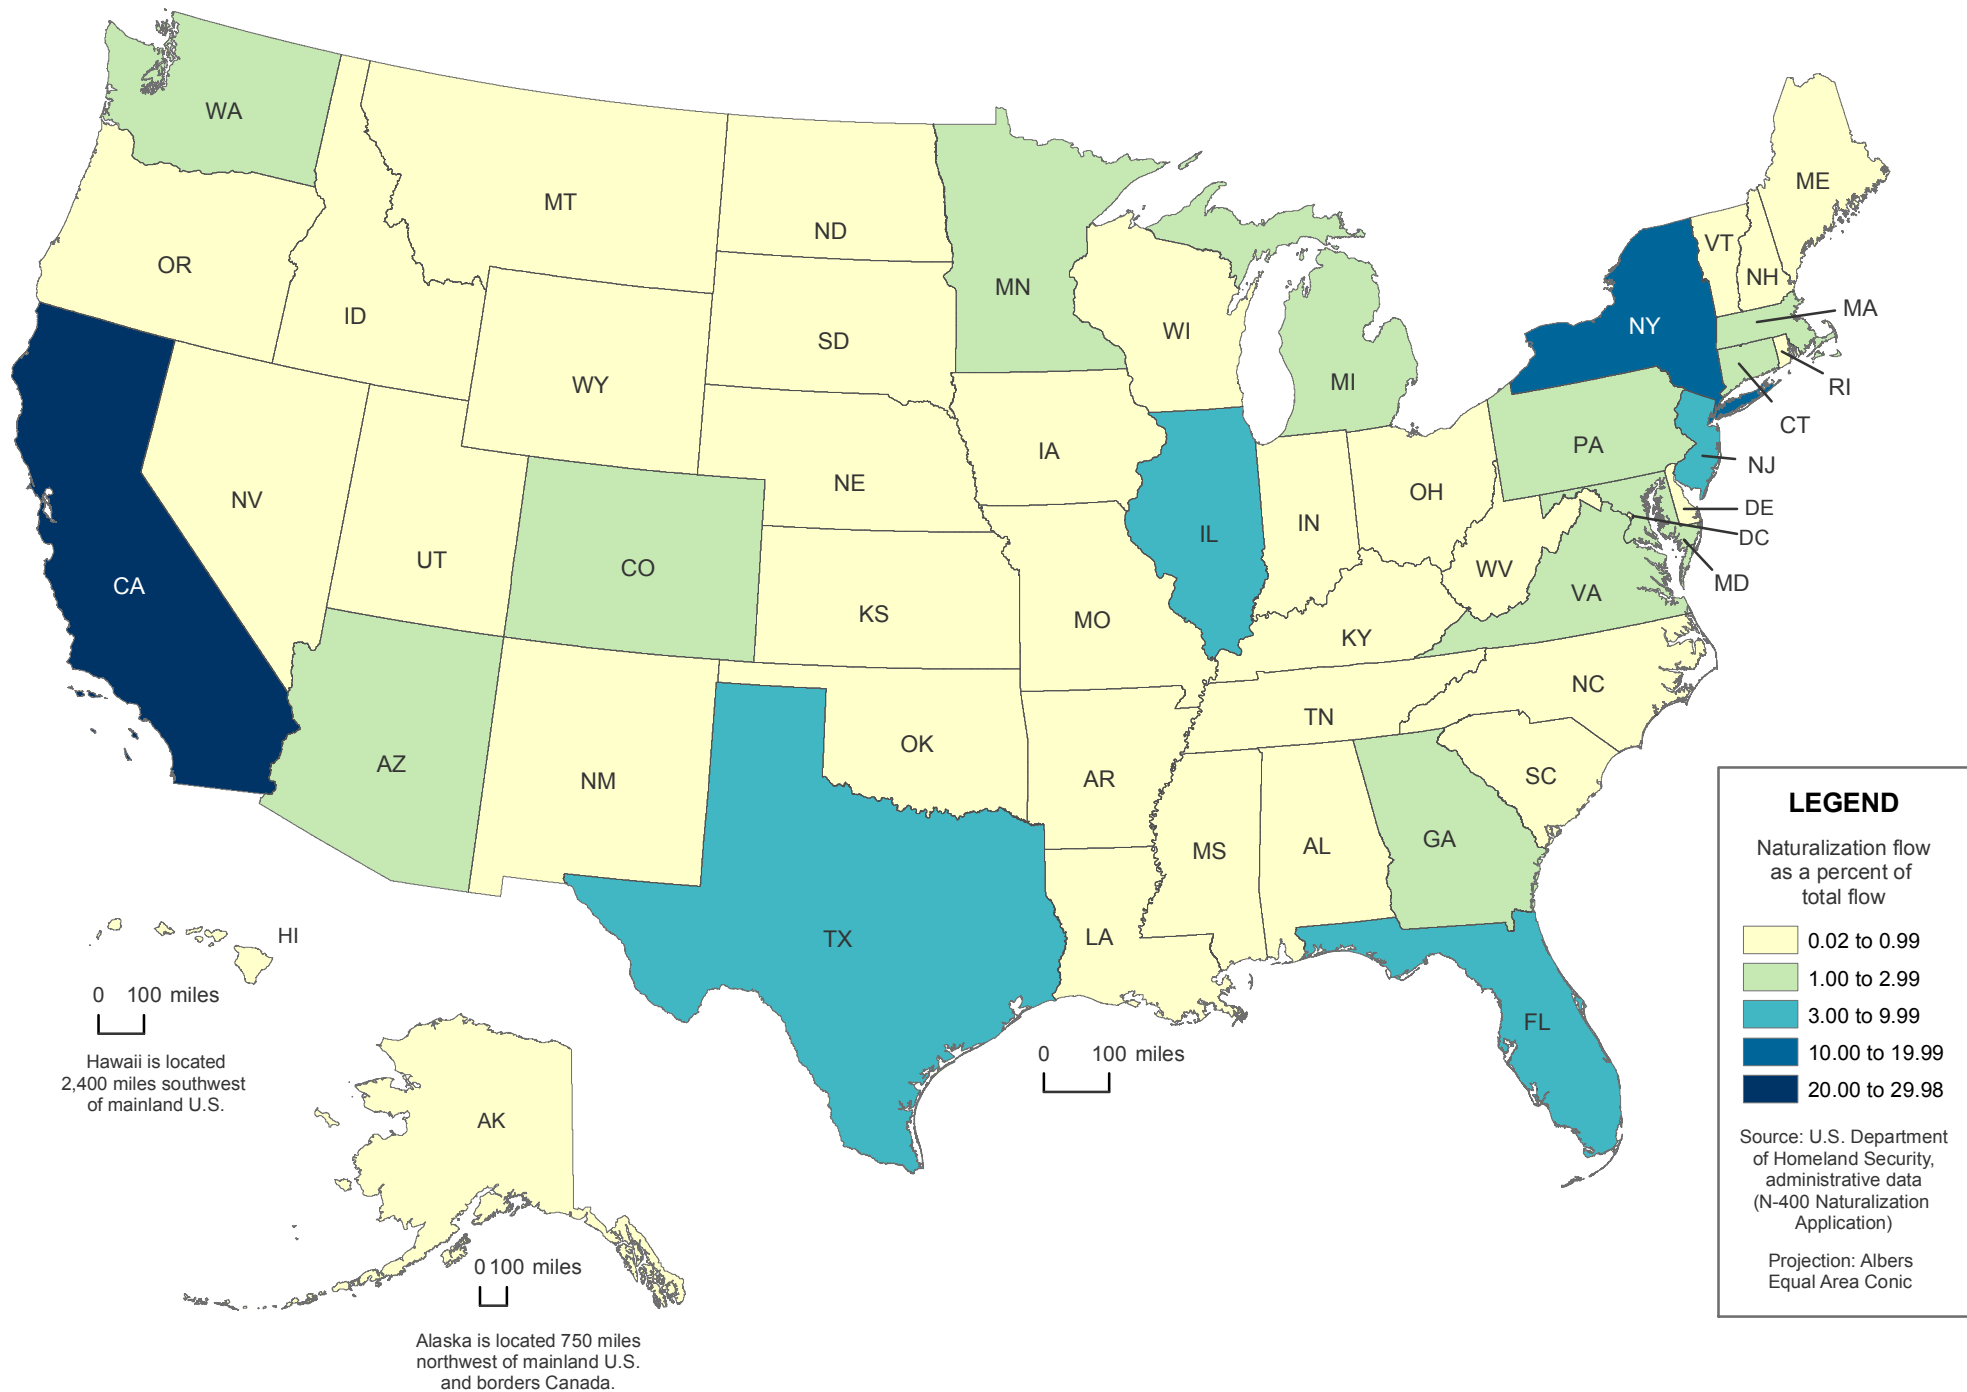 WA
MT
ND
ME
VT
NH
OR
ID
MN
MA
NY
WI
SD
WY
MI
RI
CT
IA
PA
NE
NJ
NV
OH
DE
IN
IL
DC
UT
CO
WV
MD
CA
VA
KS
MO
KY
NC
TN
OK
AZ
NM
AR
SC
MS
AL
GA
HI
TX
LA
FL
AK
0 100 miles
Hawaii is located
2,400 miles southwest
of mainland U.S.
0 100 miles
0 100 miles
Alaska is located 750 miles
northwest of mainland U.S.
and borders Canada.
LEGEND
Naturalization flow
as a percent of
total flow
0.02 to 0.99
1.00 to 2.99
3.00 to 9.99
10.00 to 19.99
20.00 to 29.98
Source: U.S. Department
of Homeland Security,
administrative data
(N-400 Naturalization
Application)
Projection: Albers
Equal Area Conic